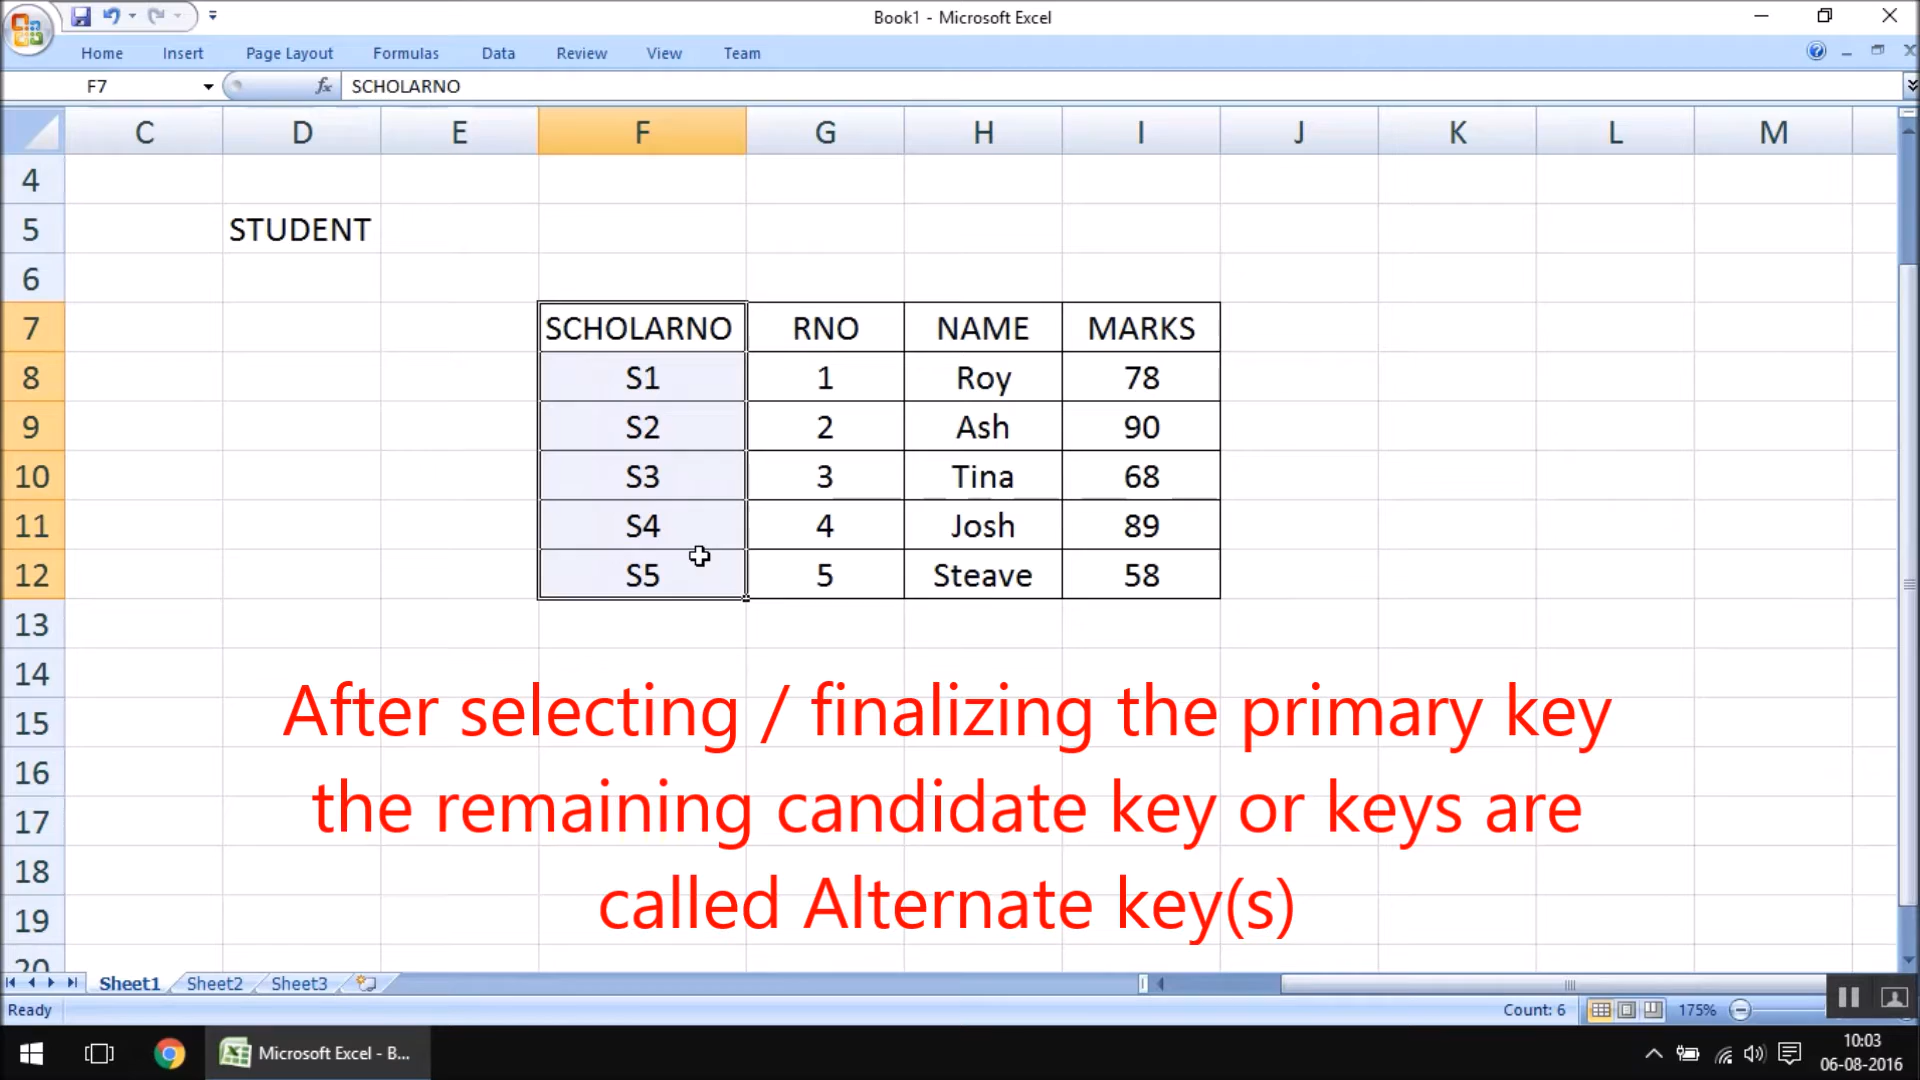 Book1 - Microsoft Excel
Home Insert Page Layout Formulas Data Review View Team
F7 fx SCHOLARNO
C D E F G H I J K L M
4
5 STUDENT
6
7 SCHOLARNO RNO NAME MARKS
8 S1 1 Roy 78
9 S2 2 Ash 90
10 S3 3 Tina 68
11 S4 4 Josh 89
12 S5 5 Steave 58
13
14
After selecting / finalizing the primary key
15
16
the remaining candidate key or keys are
17
18
called Alternate key(s)
19
20
Sheet1 Sheet2 Sheet3
Ready Count: 6 175%
Microsoft Excel - B... 10:03
06-08-2016